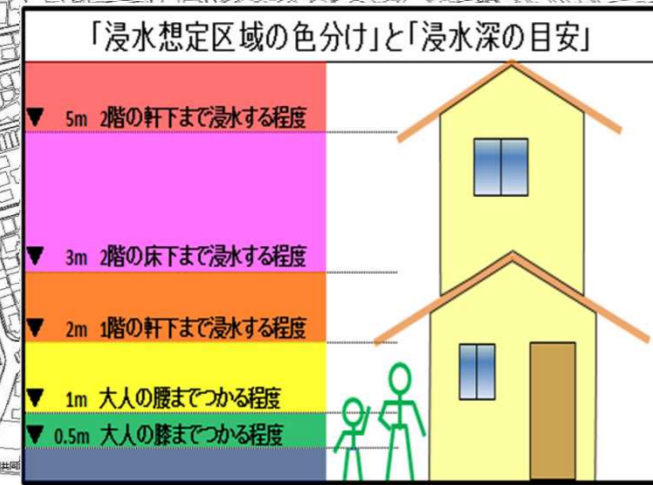 「浸水想定区域の色分け」と「浸水深の目安」
▼ 5m 2階の軒下まで浸水する程度
▼ 3m 2階の床下まで浸水する程度
▼ 2m 1階の軒下まで浸水する程度
▼ 1m 大人の腰までつかる程度
▼ 0.5m 大人の膝までつかる程度